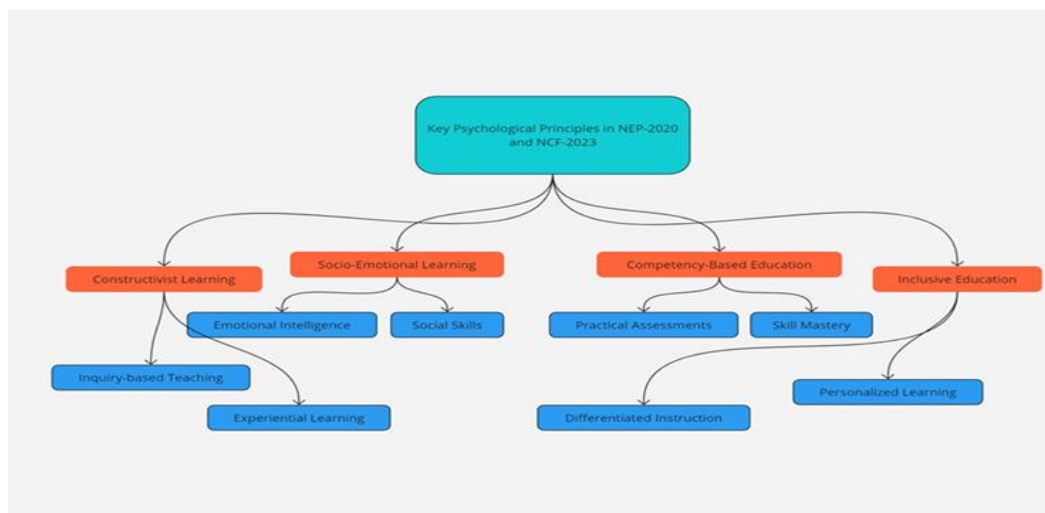 Key Psychological Principles in NEP-2020
and NCF-2023
Constructivist Learning
Socio-Emotional Learning
Competency-Based Education
Inclusive Education
Emotional Intelligence
Social Skills
Practical Assessments
Skill Mastery
Inquiry-based Teaching
Personalized Learning
Experiential Learning
Differentiated Instruction